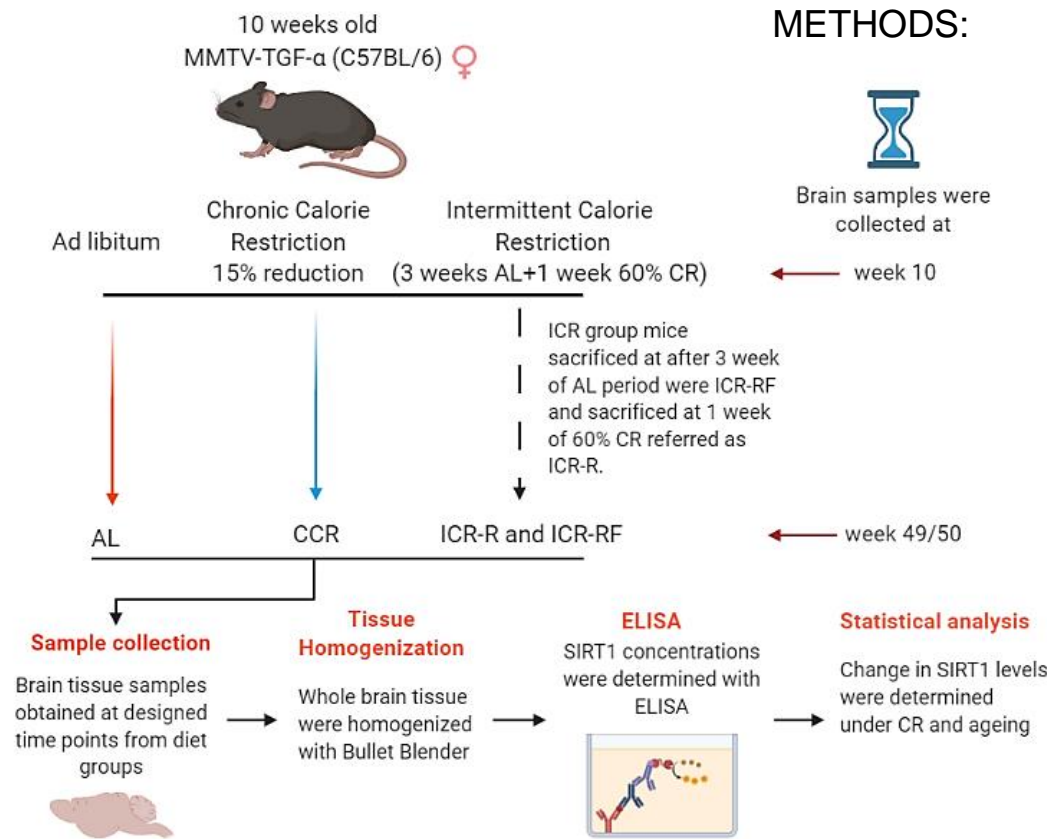 METHODS:
10 weeks old
MMTV-TGF-α (C57BL/6) ♀
Brain samples were
collected at
Ad libitum
Chronic Calorie
Restriction
15% reduction
Intermittent Calorie
Restriction
(3 weeks AL+1 week 60% CR)
week 10
ICR group mice
sacrificed at after 3 week
of AL period were ICR-RF
and sacrificed at 1 week
of 60% CR referred as
ICR-R.
AL
CCR
ICR-R and ICR-RF
week 49/50
Sample collection
Brain tissue samples
obtained at designed
time points from diet
groups
Tissue
Homogenization
Whole brain tissue
were homogenized
with Bullet Blender
ELISA
SIRT1 concentrations
were determined with
ELISA
Statistical analysis
Change in SIRT1 levels
were determined
under CR and ageing